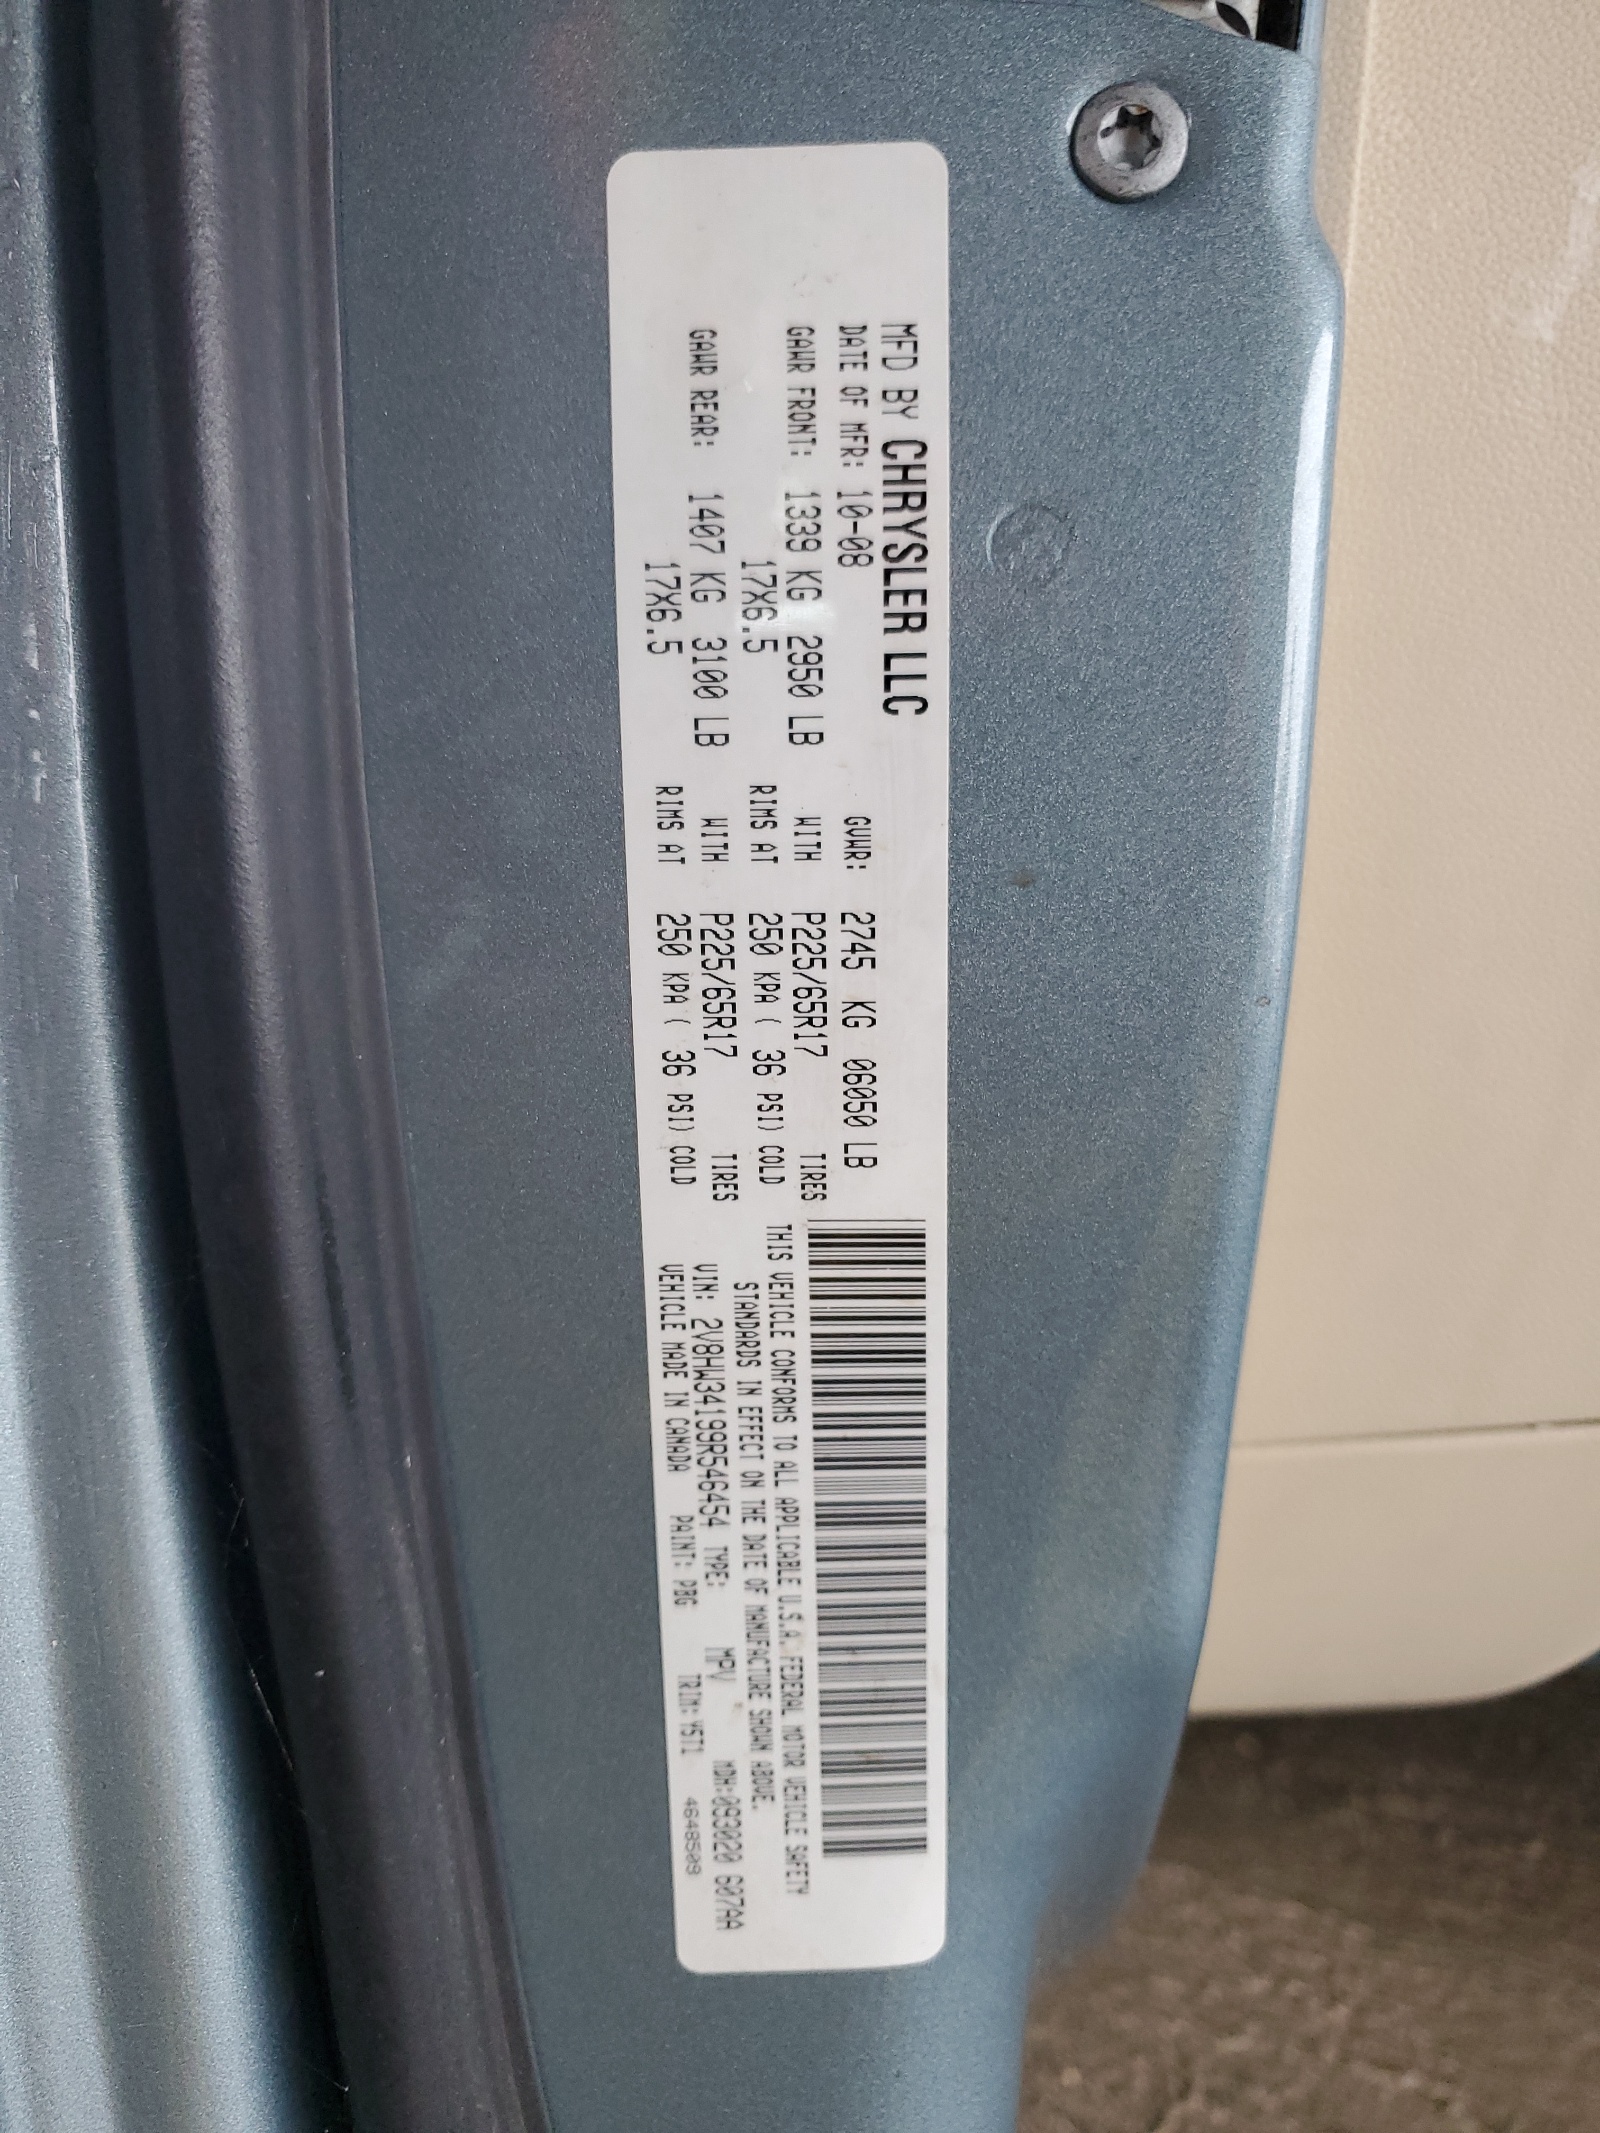 MFD BY CHRYSLER LLC
DATE OF MFR: 10-08 GVWR: 2745 KG 06050 LB
GAWR FRONT: 1339 KG 2950 LB WITH P225/65R17 TIRES
17X6.5 RIMS AT 250 KPA ( 36 PSI) COLD
GAWR REAR: 1407 KG 3100 LB WITH P225/65R17 TIRES
17X6.5 RIMS AT 250 KPA ( 36 PSI) COLD
THIS VEHICLE CONFORMS TO ALL APPLICABLE U.S.A. FEDERAL MOTOR VEHICLE SAFETY
STANDARDS IN EFFECT ON THE DATE OF MANUFACTURE SHOWN ABOVE.
VIN: 2V8HW34199R546454 TYPE: MPV MDH:093020 607AA
VEHICLE MADE IN CANADA PAINT: PBG TRIM: Y5T1 4648509